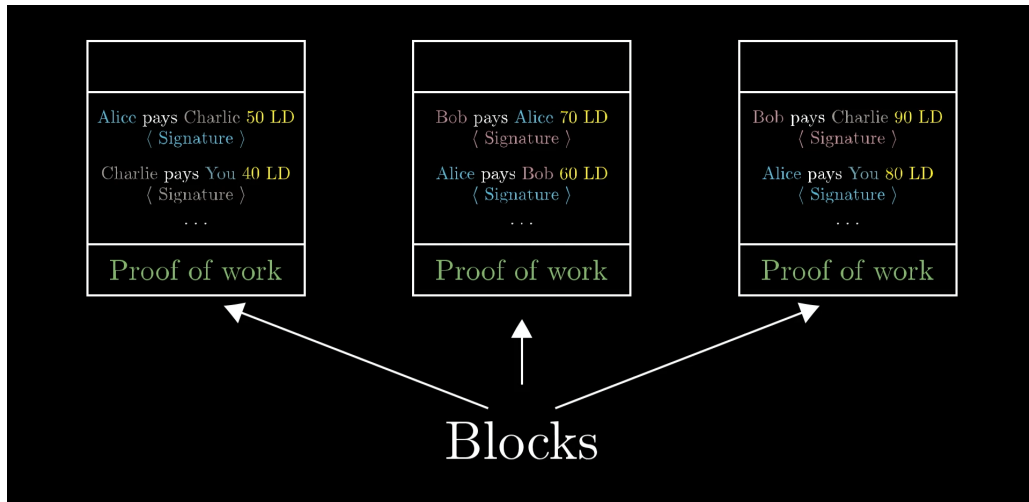 Alice pays Charlie 50 LD
⟨ Signature ⟩
Charlie pays You 40 LD
⟨ Signature ⟩
...
Proof of work
Bob pays Alice 70 LD
⟨ Signature ⟩
Alice pays Bob 60 LD
⟨ Signature ⟩
...
Proof of work
Bob pays Charlie 90 LD
⟨ Signature ⟩
Alice pays You 80 LD
⟨ Signature ⟩
...
Proof of work
Blocks